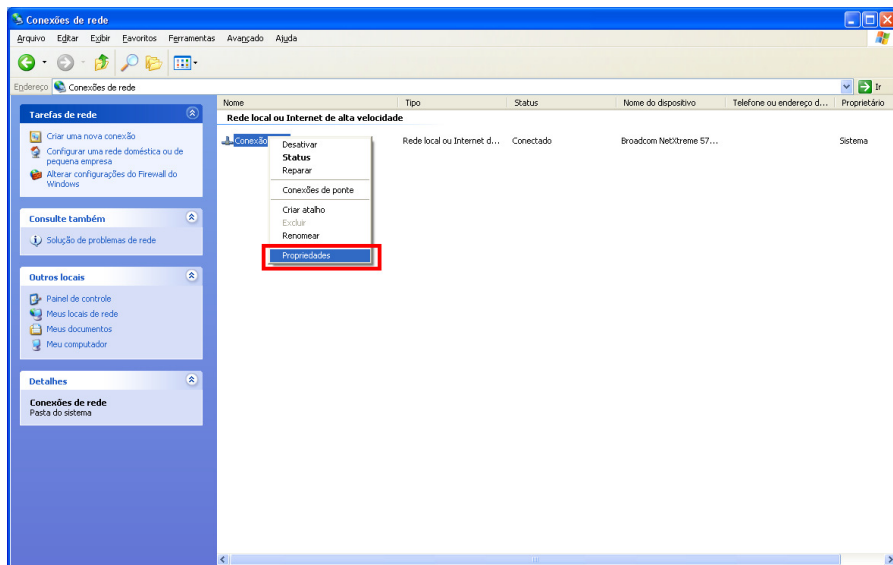 Conexões de rede
Arquivo Editar Exibir Favoritos Ferramentas Avançado Ajuda
Endereço Conexões de rede Ir
Tarefas de rede
Criar uma nova conexão
Configurar uma rede doméstica ou de
pequena empresa
Alterar configurações do Firewall do
Windows
Consulte também
Solução de problemas de rede
Outros locais
Painel de controle
Meus locais de rede
Meus documentos
Meu computador
Detalhes
Conexões de rede
Pasta do sistema
Nome Tipo Status Nome do dispositivo Telefone ou endereço d... Proprietário
Rede local ou Internet de alta velocidade
Conexão Rede local ou Internet d... Conectado Broadcom NetXtreme 57... Sistema
Desativar
Status
Reparar
Conexões de ponte
Criar atalho
Excluir
Renomear
Propriedades